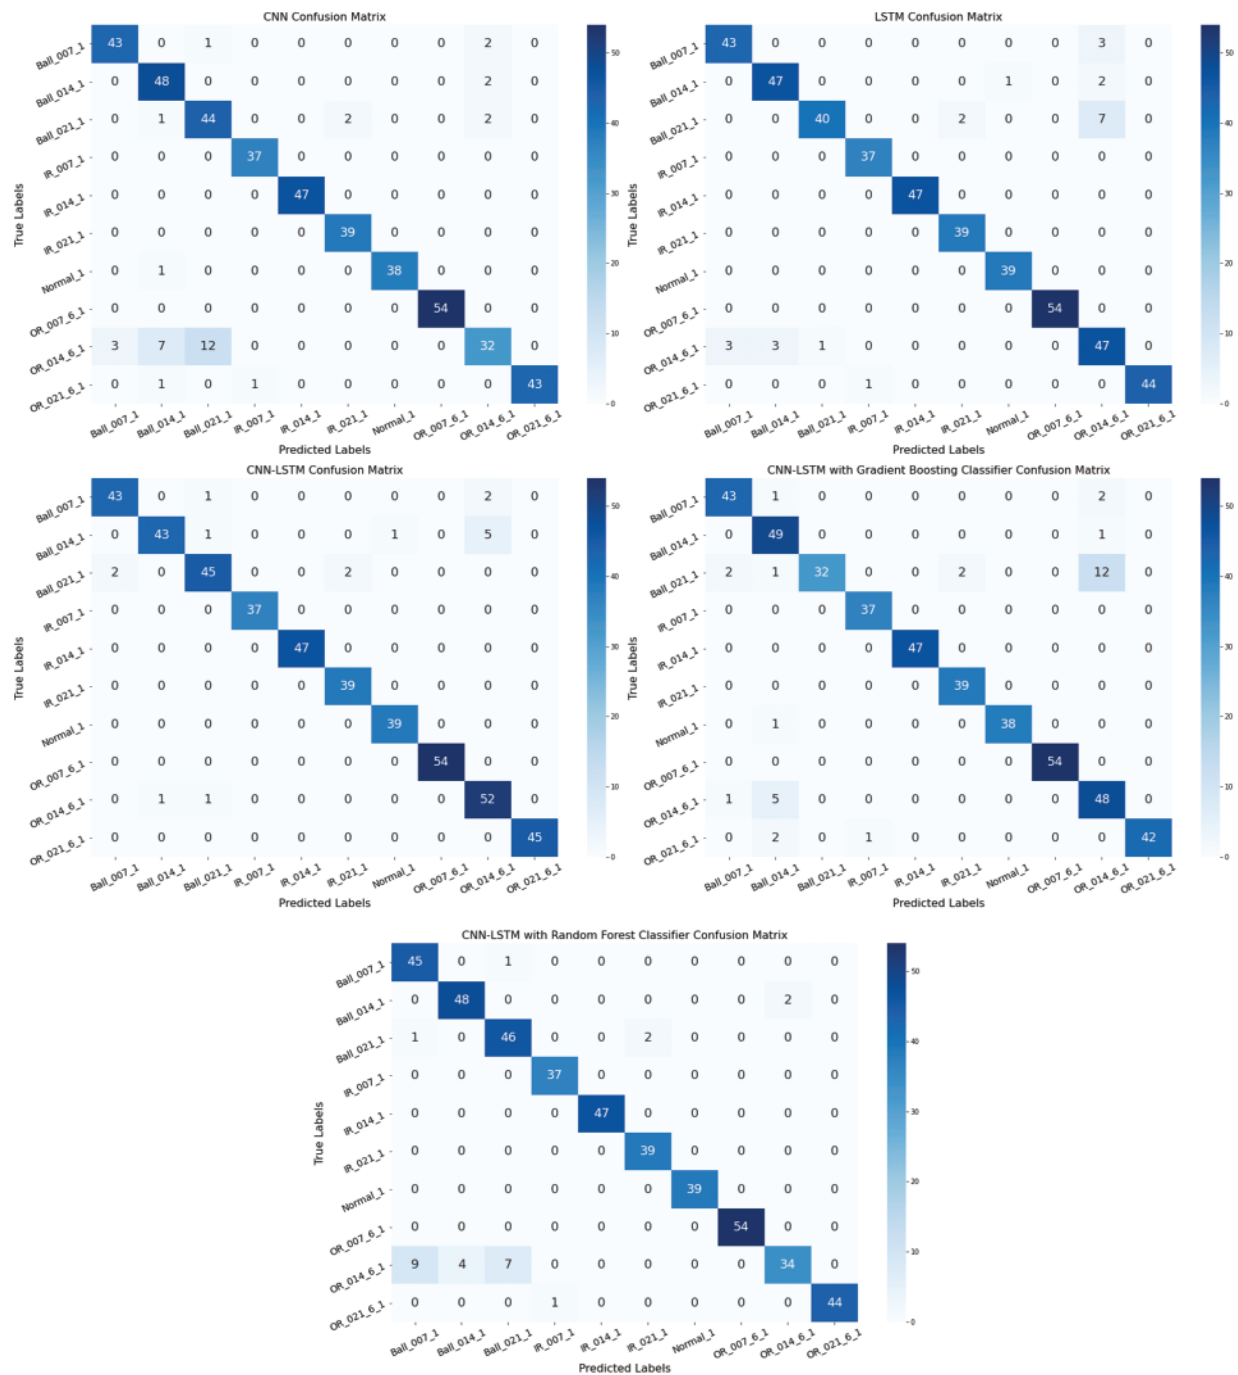 CNN Confusion Matrix
Ball_007_1 43 0 1 0 0 0 0 0 2 0
Ball_014_1 0 48 0 0 0 0 0 0 2 0
Ball_021_1 0 1 44 0 0 2 0 0 2 0
IR_007_1 0 0 0 37 0 0 0 0 0 0
IR_014_1 0 0 0 0 47 0 0 0 0 0
IR_021_1 0 0 0 0 0 39 0 0 0 0
Normal_1 0 1 0 0 0 0 38 0 0 0
OR_007_6_1 0 0 0 0 0 0 0 54 0 0
OR_014_6_1 3 7 12 0 0 0 0 0 32 0
OR_021_6_1 0 1 0 1 0 0 0 0 0 43
Ball_007_1 Ball_014_1 Ball_021_1 IR_007_1 IR_014_1 IR_021_1 Normal_1 OR_007_6_1 OR_014_6_1 OR_021_6_1
True Labels
Predicted Labels
50
40
30
20
10
0
LSTM Confusion Matrix
Ball_007_1 43 0 0 0 0 0 0 0 3 0
Ball_014_1 0 47 0 0 0 0 1 0 2 0
Ball_021_1 0 0 40 0 0 2 0 0 7 0
IR_007_1 0 0 0 37 0 0 0 0 0 0
IR_014_1 0 0 0 0 47 0 0 0 0 0
IR_021_1 0 0 0 0 0 39 0 0 0 0
Normal_1 0 0 0 0 0 0 39 0 0 0
OR_007_6_1 0 0 0 0 0 0 0 54 0 0
OR_014_6_1 3 3 1 0 0 0 0 0 47 0
OR_021_6_1 0 0 0 1 0 0 0 0 0 44
Ball_007_1 Ball_014_1 Ball_021_1 IR_007_1 IR_014_1 IR_021_1 Normal_1 OR_007_6_1 OR_014_6_1 OR_021_6_1
True Labels
Predicted Labels
50
40
30
20
10
0
CNN-LSTM Confusion Matrix
Ball_007_1 43 0 1 0 0 0 0 0 2 0
Ball_014_1 0 43 1 0 0 0 1 0 5 0
Ball_021_1 2 0 45 0 0 2 0 0 0 0
IR_007_1 0 0 0 37 0 0 0 0 0 0
IR_014_1 0 0 0 0 47 0 0 0 0 0
IR_021_1 0 0 0 0 0 39 0 0 0 0
Normal_1 0 0 0 0 0 0 39 0 0 0
OR_007_6_1 0 0 0 0 0 0 0 54 0 0
OR_014_6_1 0 1 1 0 0 0 0 0 52 0
OR_021_6_1 0 0 0 0 0 0 0 0 0 45
Ball_007_1 Ball_014_1 Ball_021_1 IR_007_1 IR_014_1 IR_021_1 Normal_1 OR_007_6_1 OR_014_6_1 OR_021_6_1
True Labels
Predicted Labels
50
40
30
20
10
0
CNN-LSTM with Gradient Boosting Classifier Confusion Matrix
Ball_007_1 43 1 0 0 0 0 0 0 2 0
Ball_014_1 0 49 0 0 0 0 0 0 1 0
Ball_021_1 2 1 32 0 0 2 0 0 12 0
IR_007_1 0 0 0 37 0 0 0 0 0 0
IR_014_1 0 0 0 0 47 0 0 0 0 0
IR_021_1 0 0 0 0 0 39 0 0 0 0
Normal_1 0 1 0 0 0 0 38 0 0 0
OR_007_6_1 0 0 0 0 0 0 0 54 0 0
OR_014_6_1 1 5 0 0 0 0 0 0 48 0
OR_021_6_1 0 2 0 1 0 0 0 0 0 42
Ball_007_1 Ball_014_1 Ball_021_1 IR_007_1 IR_014_1 IR_021_1 Normal_1 OR_007_6_1 OR_014_6_1 OR_021_6_1
True Labels
Predicted Labels
50
40
30
20
10
0
CNN-LSTM with Random Forest Classifier Confusion Matrix
Ball_007_1 45 0 1 0 0 0 0 0 0 0
Ball_014_1 0 48 0 0 0 0 0 0 2 0
Ball_021_1 1 0 46 0 0 2 0 0 0 0
IR_007_1 0 0 0 37 0 0 0 0 0 0
IR_014_1 0 0 0 0 47 0 0 0 0 0
IR_021_1 0 0 0 0 0 39 0 0 0 0
Normal_1 0 0 0 0 0 0 39 0 0 0
OR_007_6_1 0 0 0 0 0 0 0 54 0 0
OR_014_6_1 9 4 7 0 0 0 0 0 34 0
OR_021_6_1 0 0 0 1 0 0 0 0 0 44
Ball_007_1 Ball_014_1 Ball_021_1 IR_007_1 IR_014_1 IR_021_1 Normal_1 OR_007_6_1 OR_014_6_1 OR_021_6_1
True Labels
Predicted Labels
50
40
30
20
10
0